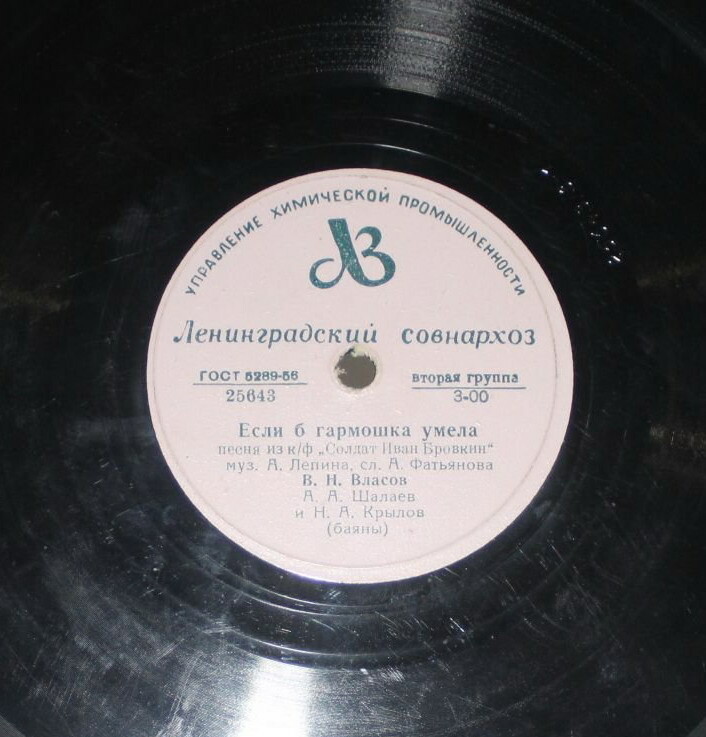 УПРАВЛЕНИЕ ХИМИЧЕСКОЙ ПРОМЫШЛЕННОСТИ
ЛЗ
Ленинградский совнархоз
ГОСТ 5289-56
25643
вторая группа
3-00
Если б гармошка умела
песня из к/ф „Солдат Иван Бровкин"
муз. А. Лепина, сл. А. Фатьянова
В. Н. Власов
А. А. Шалаев
и Н. А. Крылов
(баяны)